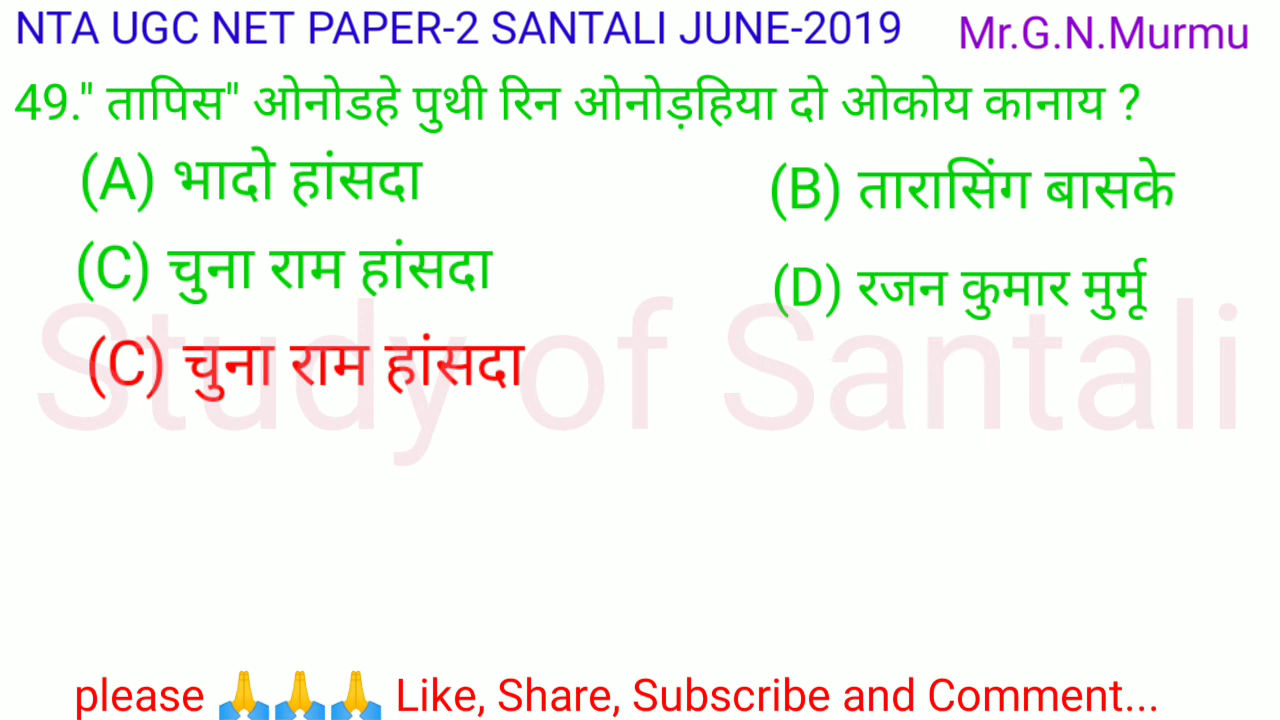 NTA UGC NET PAPER-2 SANTALI JUNE-2019 Mr.G.N.Murmu
49." तापिस" ओनोडहे पुथी रिन ओनोड़हिया दो ओकोय कानाय ?
(A) भादो हांसदा (B) तारासिंग बासके
(C) चुना राम हांसदा (D) रजन कुमार मुर्मू
(C) चुना राम हांसदा
Study of Santali
please 🙏🙏🙏 Like, Share, Subscribe and Comment...